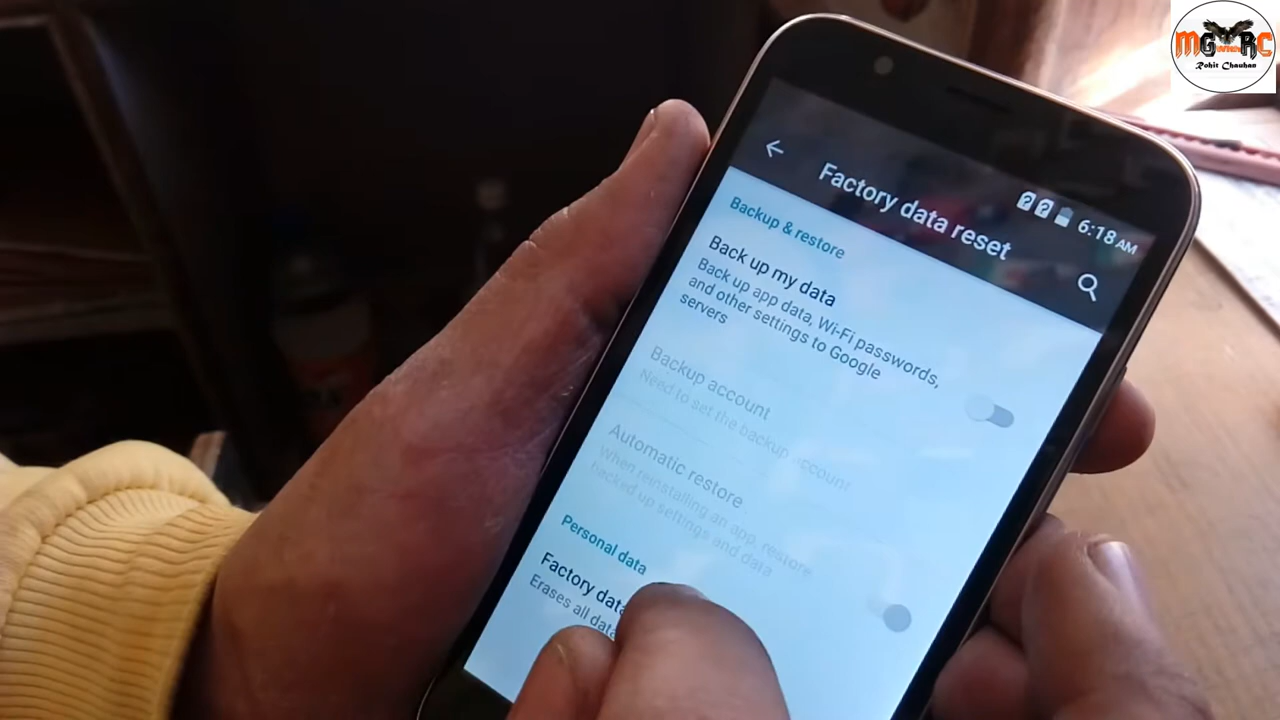 MG RC
Rohit Chauhan
6:18 AM
Factory data reset
Backup & restore
Back up my data
Back up app data, Wi-Fi passwords,
and other settings to Google
servers
Backup account
Need to set the backup account
Automatic restore
When reinstalling an app, restore
backed up settings and data
Personal data
Factory data
Erases all data